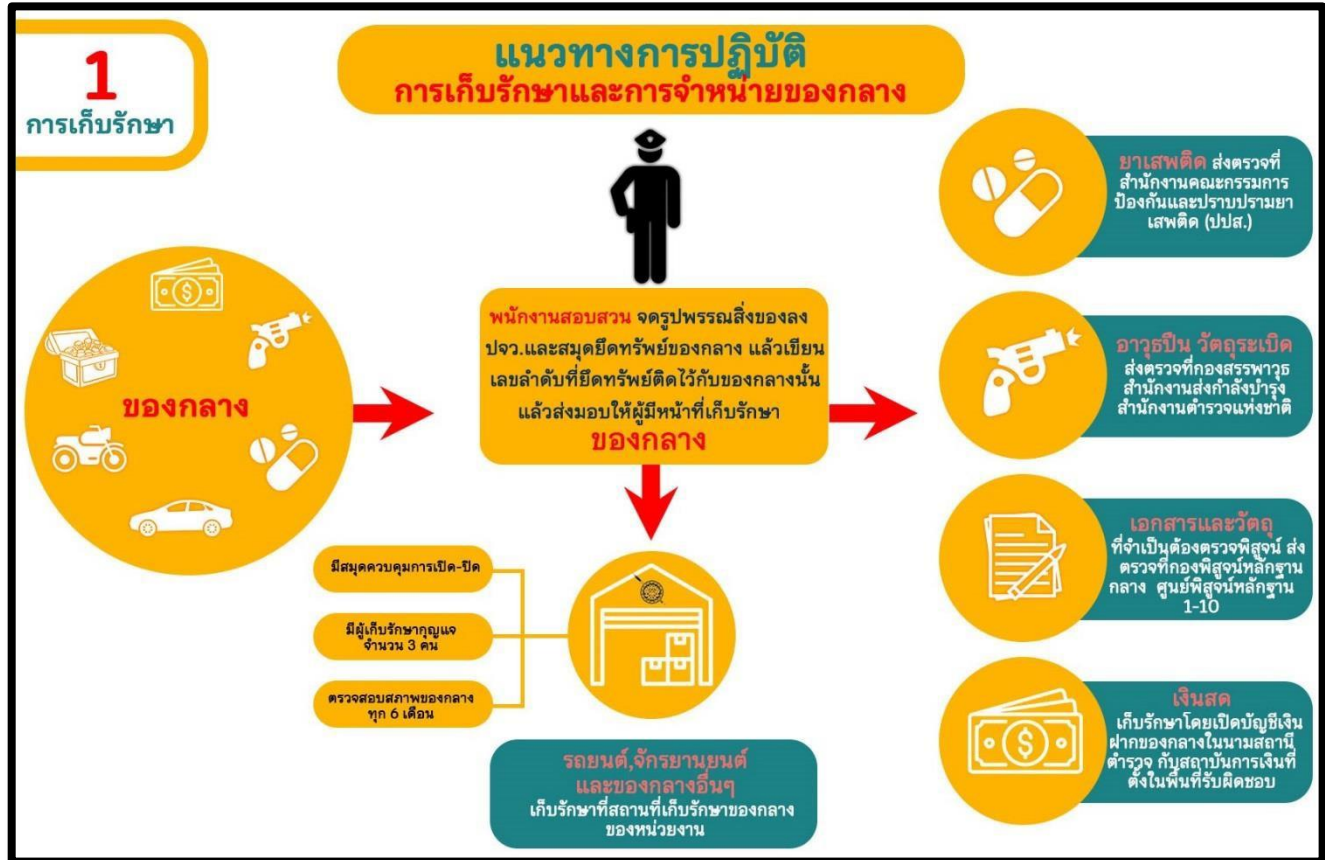 1
การเก็บรักษา
แนวทางการปฏิบัติ
การเก็บรักษาและการจำหน่ายของกลาง
ของกลาง
พนักงานสอบสวน จดรูปพรรณสิ่งของลง
ปจว.และสมุดยึดทรัพย์ของกลาง แล้วเขียน
เลขลำดับที่ยึดทรัพย์ติดไว้กับของกลางนั้น
แล้วส่งมอบให้ผู้มีหน้าที่เก็บรักษา
ของกลาง
ยาเสพติด ส่งตรวจที่
สำนักงานคณะกรรมการ
ป้องกันและปราบปรามยา
เสพติด (ปปส.)
อาวุธปืน วัตถุระเบิด
ส่งตรวจที่กองสรรพาวุธ
สำนักงานส่งกำลังบำรุง
สำนักงานตำรวจแห่งชาติ
เอกสารและวัตถุ
ที่จำเป็นต้องตรวจพิสูจน์ ส่ง
ตรวจที่กองพิสูจน์หลักฐาน
กลาง ศูนย์พิสูจน์หลักฐาน
1-10
เงินสด
เก็บรักษาโดยเปิดบัญชีเงิน
ฝากของกลางในนามสถานี
ตำรวจ กับสถาบันการเงินที่
ตั้งในพื้นที่รับผิดชอบ
มีสมุดควบคุมการเปิด-ปิด
มีผู้เก็บรักษากุญแจ
จำนวน 3 คน
ตรวจสอบสภาพของกลาง
ทุก 6 เดือน
รถยนต์,จักรยานยนต์
และของกลางอื่นๆ
เก็บรักษาที่สถานที่เก็บรักษาของกลาง
ของหน่วยงาน